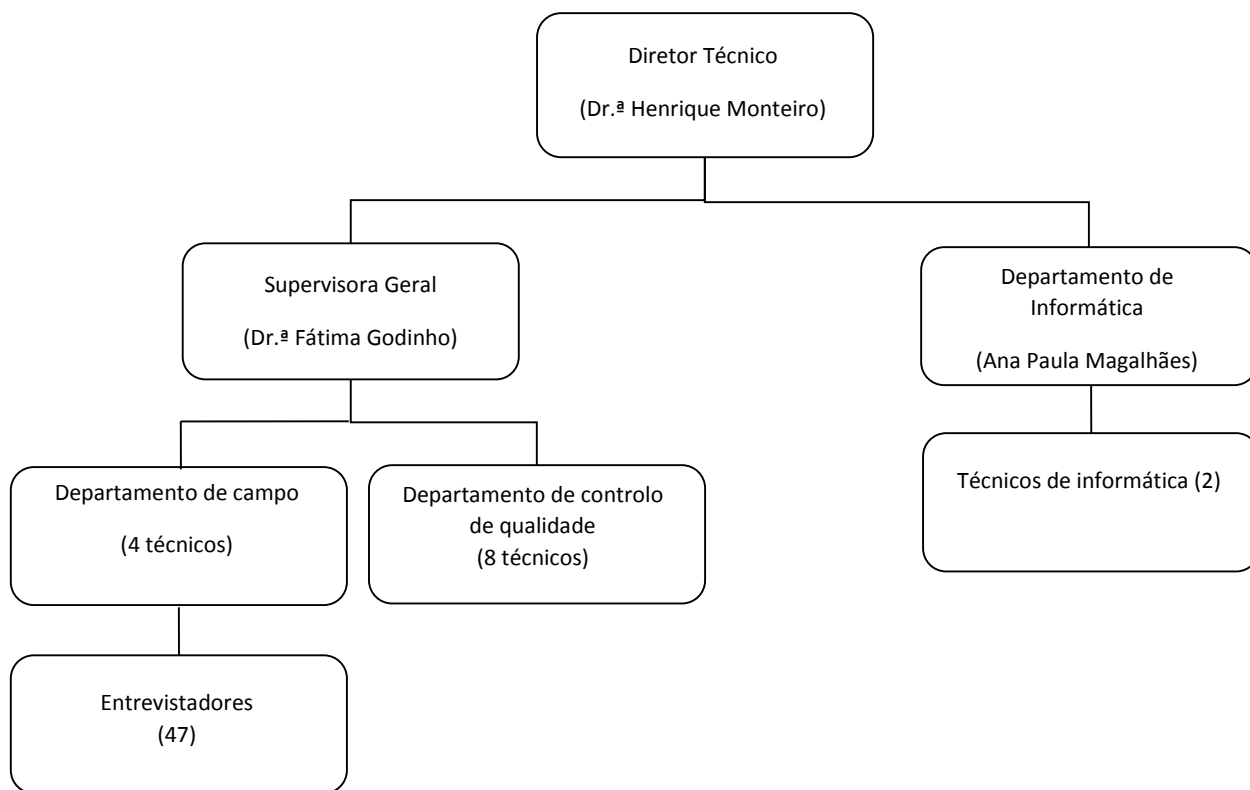 Diretor Técnico
(Dr.ª Henrique Monteiro)
Supervisora Geral
(Dr.ª Fátima Godinho)
Departamento de
Informática
(Ana Paula Magalhães)
Departamento de campo
(4 técnicos)
Departamento de controlo
de qualidade
(8 técnicos)
Técnicos de informática (2)
Entrevistadores
(47)